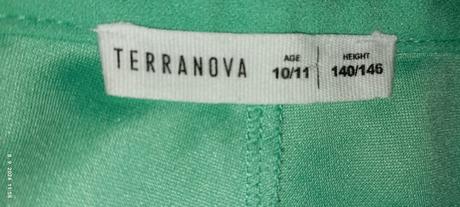 TERRANOVA
AGE
10/11
HEIGHT
140/146